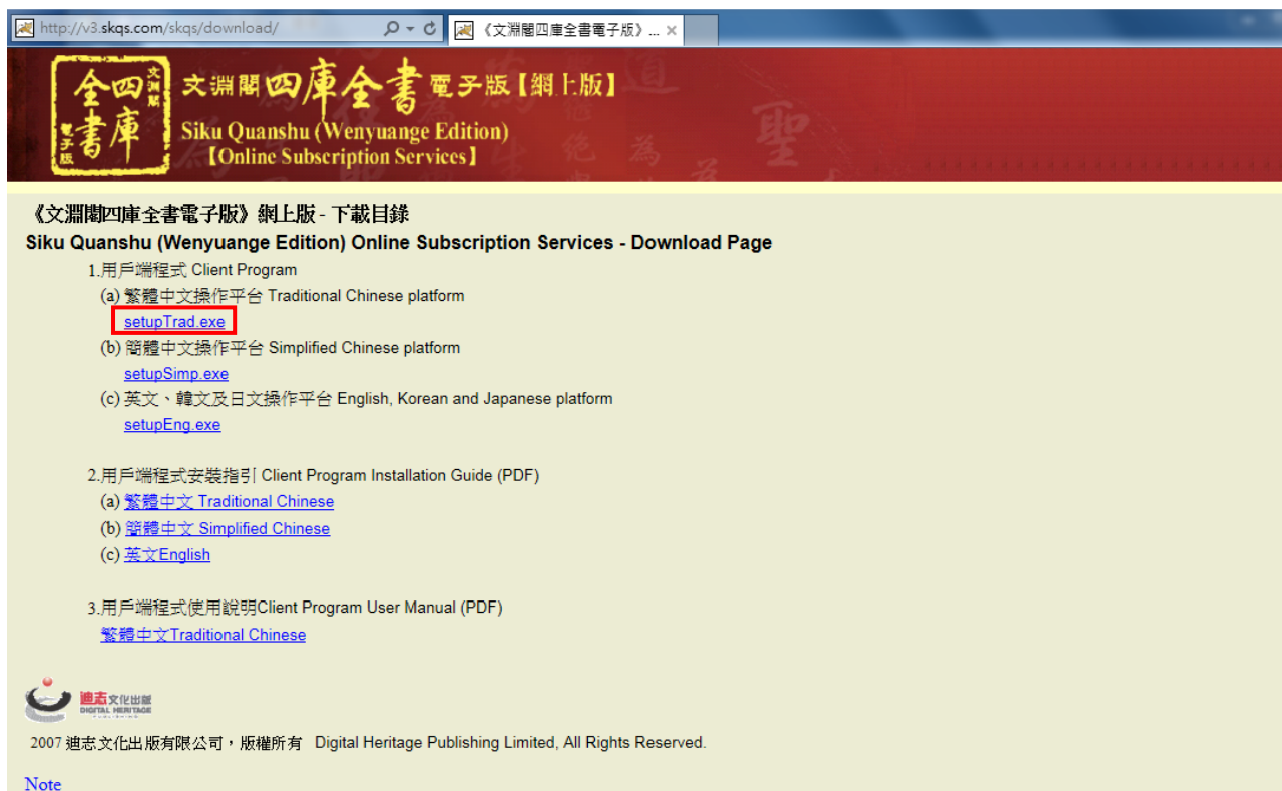 http://v3.skqs.com/skqs/download/
《文淵閣四庫全書電子版》...
文淵閣四庫全書電子版
文淵閣四庫全書電子版【網上版】
Siku Quanshu (Wenyuange Edition)
【Online Subscription Services】
《文淵閣四庫全書電子版》網上版 - 下載目錄
Siku Quanshu (Wenyuange Edition) Online Subscription Services - Download Page
1.用戶端程式 Client Program
(a) 繁體中文操作平台 Traditional Chinese platform
setupTrad.exe
(b) 簡體中文操作平台 Simplified Chinese platform
setupSimp.exe
(c) 英文、韓文及日文操作平台 English, Korean and Japanese platform
setupEng.exe
2.用戶端程式安裝指引 Client Program Installation Guide (PDF)
(a) 繁體中文 Traditional Chinese
(b) 簡體中文 Simplified Chinese
(c) 英文English
3.用戶端程式使用說明Client Program User Manual (PDF)
繁體中文Traditional Chinese
迪志文化出版
DIGITAL HERITAGE
2007 迪志文化出版有限公司，版權所有 Digital Heritage Publishing Limited, All Rights Reserved.
Note